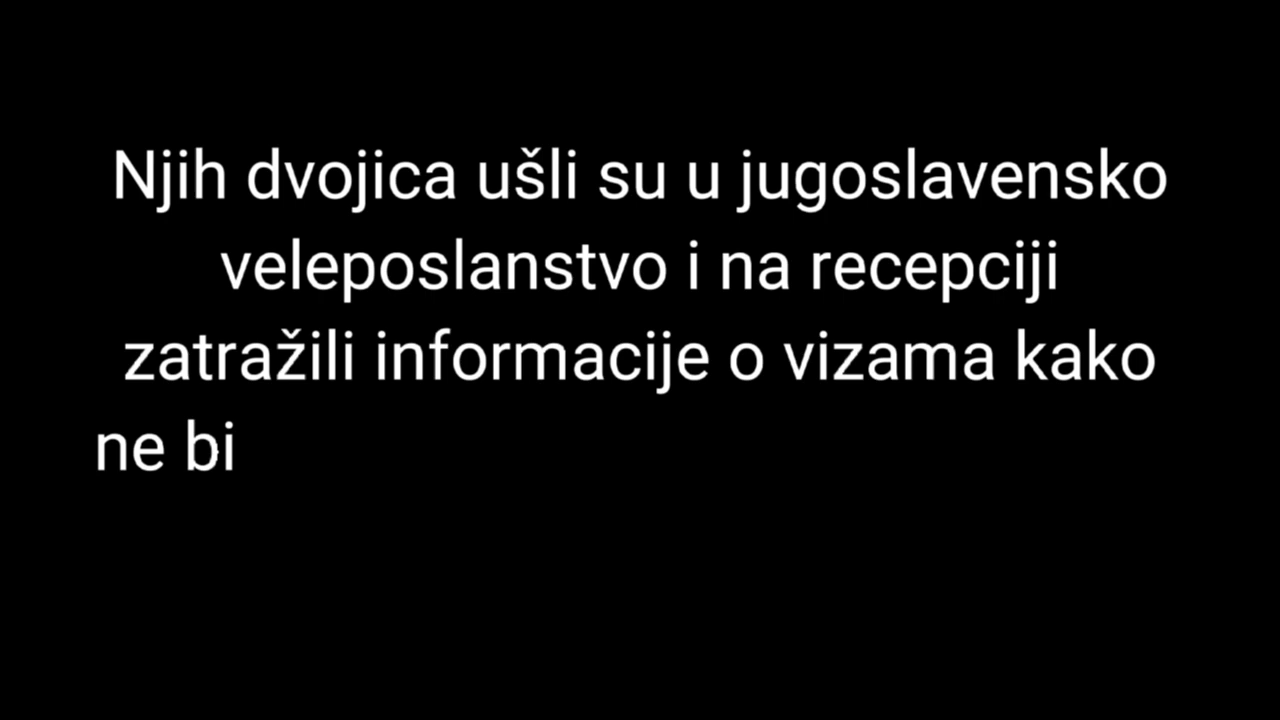 Njih dvojica ušli su u jugoslavensko
veleposlanstvo i na recepciji
zatražili informacije o vizama kako
ne bi